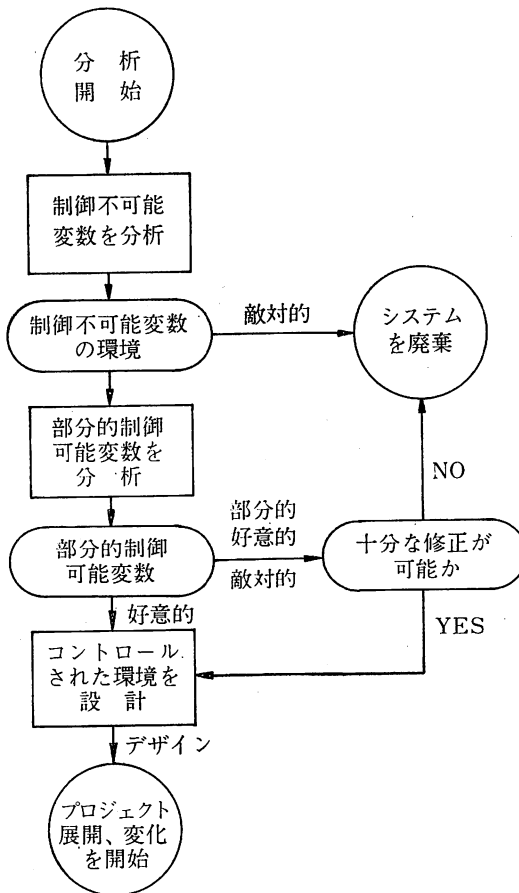 分析
開始
制御不可能
変数を分析
制御不可能変数
の環境
敵対的
システム
を廃棄
部分的制御
可能変数を
分析
NO
部分的制御
可能変数
部分的
好意的
敵対的
十分な修正が
可能か
好意的
YES
コントロール
された環境を
設計
デザイン
プロジェクト
展開、変化
を開始